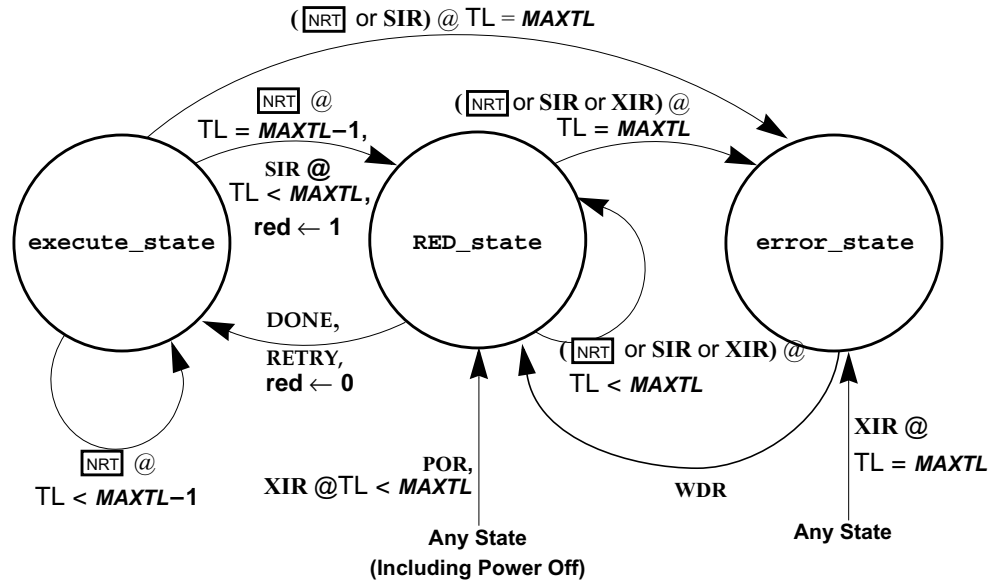 ( NRT or SIR) @ TL = MAXTL
NRT @
TL = MAXTL–1,
SIR @
TL < MAXTL,
red ← 1
( NRT or SIR or XIR) @
TL = MAXTL
execute_state
RED_state
error_state
DONE,
RETRY,
red ← 0
( NRT or SIR or XIR) @
TL < MAXTL
NRT @
TL < MAXTL–1
POR,
XIR @TL < MAXTL
WDR
XIR @
TL = MAXTL
Any State
(Including Power Off)
Any State